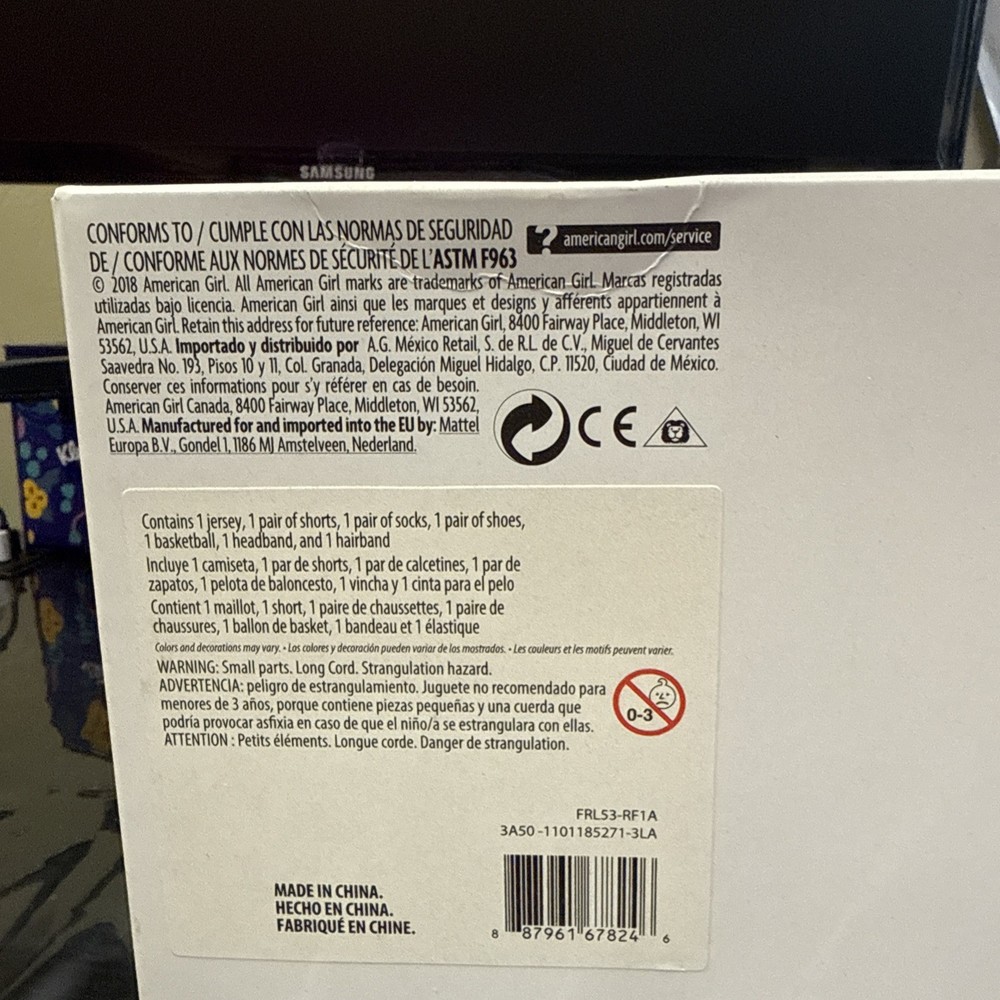 SAMSUNG
CONFORMS TO / CUMPLE CON LAS NORMAS DE SEGURIDAD
DE / CONFORME AUX NORMES DE SÉCURITÉ DE L'ASTM F963
? americangirl.com/service
© 2018 American Girl. All American Girl marks are trademarks of American Girl. Marcas registradas
utilizadas bajo licencia. American Girl ainsi que les marques et designs y afférents appartiennent à
American Girl. Retain this address for future reference: American Girl, 8400 Fairway Place, Middleton, WI
53562, U.S.A. Importado y distribuido por A.G. México Retail, S. de R.L. de C.V., Miguel de Cervantes
Saavedra No. 193, Pisos 10 y 11, Col. Granada, Delegación Miguel Hidalgo, C.P. 11520, Ciudad de México.
Conserver ces informations pour s'y référer en cas de besoin.
American Girl Canada, 8400 Fairway Place, Middleton, WI 53562,
U.S.A. Manufactured for and imported into the EU by: Mattel
Europa B.V., Gondel 1, 1186 MJ Amstelveen, Nederland.
CE
Contains 1 jersey, 1 pair of shorts, 1 pair of socks, 1 pair of shoes,
1 basketball, 1 headband, and 1 hairband
Incluye 1 camiseta, 1 par de shorts, 1 par de calcetines, 1 par de
zapatos, 1 pelota de baloncesto, 1 vincha y 1 cinta para el pelo
Contient 1 maillot, 1 short, 1 paire de chaussettes, 1 paire de
chaussures, 1 ballon de basket, 1 bandeau et 1 élastique
Colors and decorations may vary. • Los colores y decoración pueden variar de los mostrados. • Les couleurs et les motifs peuvent varier.
WARNING: Small parts. Long Cord. Strangulation hazard.
ADVERTENCIA: peligro de estrangulamiento. Juguete no recomendado para
menores de 3 años, porque contiene piezas pequeñas y una cuerda que
podría provocar asfixia en caso de que el niño/a se estrangulara con ellas.
ATTENTION : Petits éléments. Longue corde. Danger de strangulation.
0-3
FRL53-RF1A
3A50 -1101185271-3LA
MADE IN CHINA.
HECHO EN CHINA.
FABRIQUÉ EN CHINE.
8 87961 67824 6